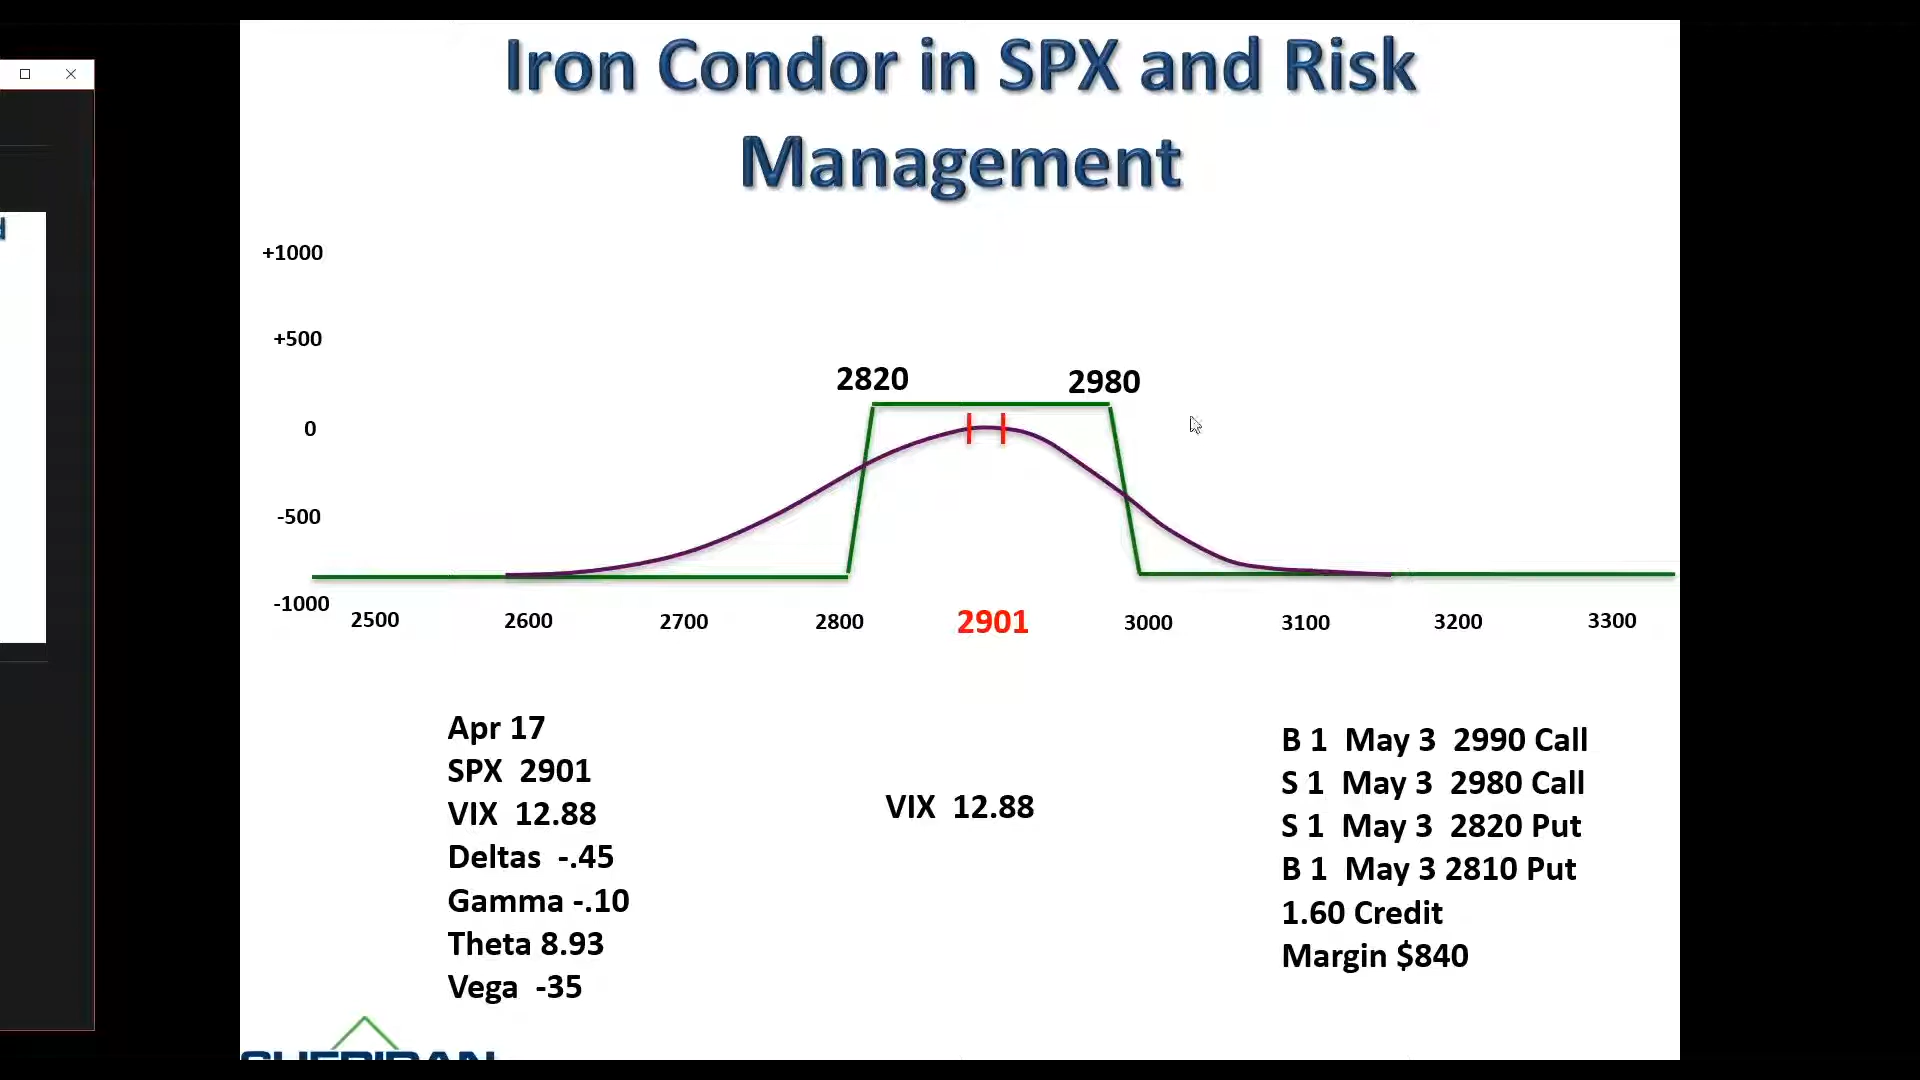 Iron Condor in SPX and Risk
Management
+1000
+500
0
-500
-1000
2820
2980
2500
2600
2700
2800
2901
3000
3100
3200
3300
Apr 17
SPX 2901
VIX 12.88
Deltas -.45
Gamma -.10
Theta 8.93
Vega -35
VIX 12.88
B 1 May 3 2990 Call
S 1 May 3 2980 Call
S 1 May 3 2820 Put
B 1 May 3 2810 Put
1.60 Credit
Margin $840